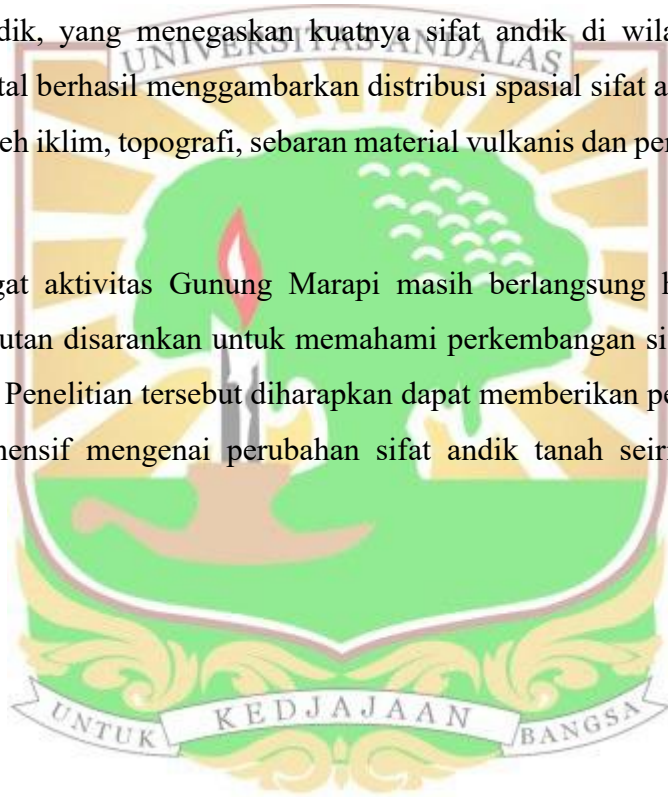 dik, yang menegaskan kuatnya sifat andik di wila
UNIVERSITAS ANDALAS
tal berhasil menggambarkan distribusi spasial sifat a
eh iklim, topografi, sebaran material vulkanis dan per
gat aktivitas Gunung Marapi masih berlangsung h
utan disarankan untuk memahami perkembangan si
Penelitian tersebut diharapkan dapat memberikan pe
nensif mengenai perubahan sifat andik tanah seiri
UNTUK KEDJAJAAN BANGSA